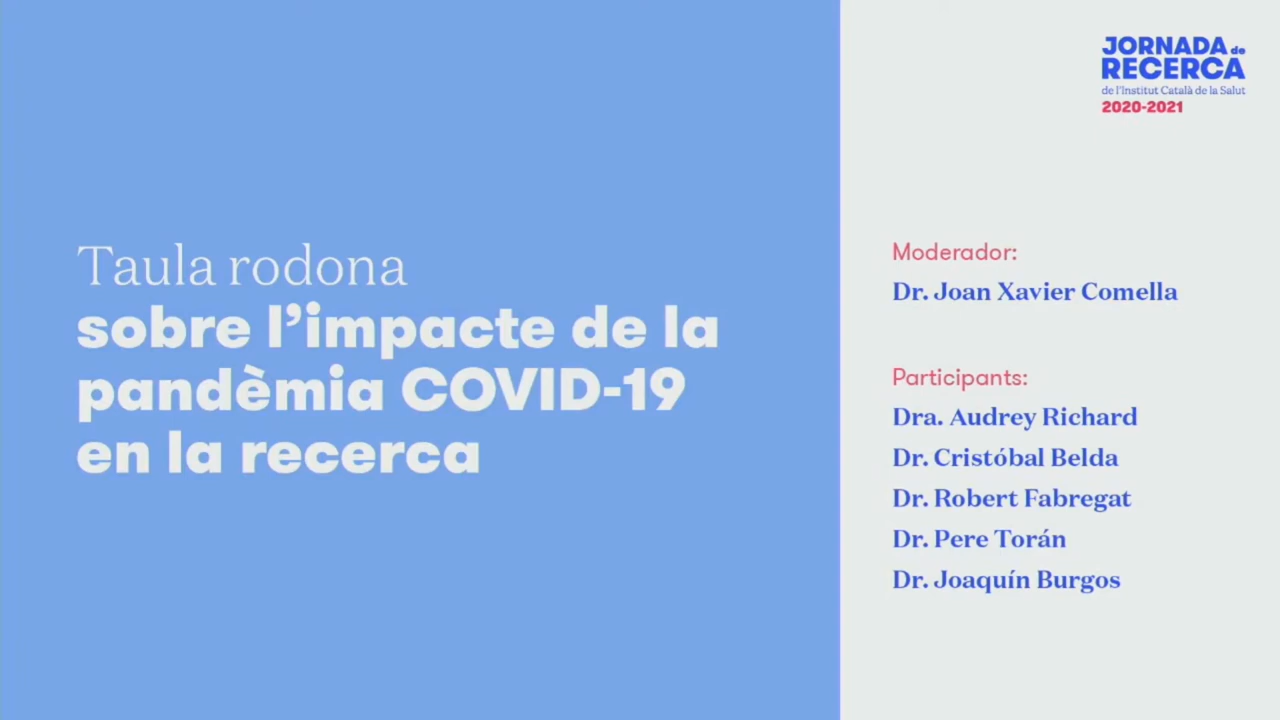 Taula rodona
sobre l’impacte de la
pandèmia COVID-19
en la recerca
JORNADA de
RECERCA
de l’Institut Català de la Salut
2020-2021
Moderador:
Dr. Joan Xavier Comella
Participants:
Dra. Audrey Richard
Dr. Cristóbal Belda
Dr. Robert Fabregat
Dr. Pere Torán
Dr. Joaquín Burgos